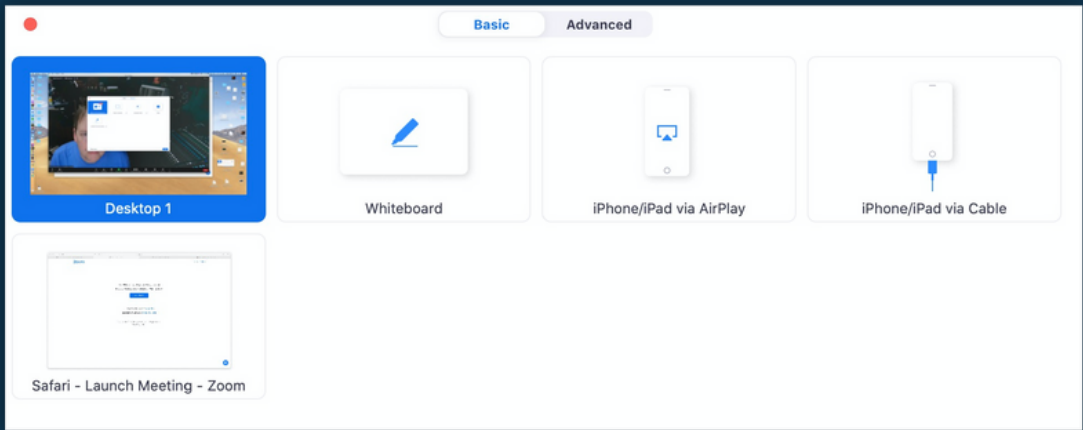 Basic Advanced
Desktop 1
Whiteboard
iPhone/iPad via AirPlay
iPhone/iPad via Cable
Safari - Launch Meeting - Zoom